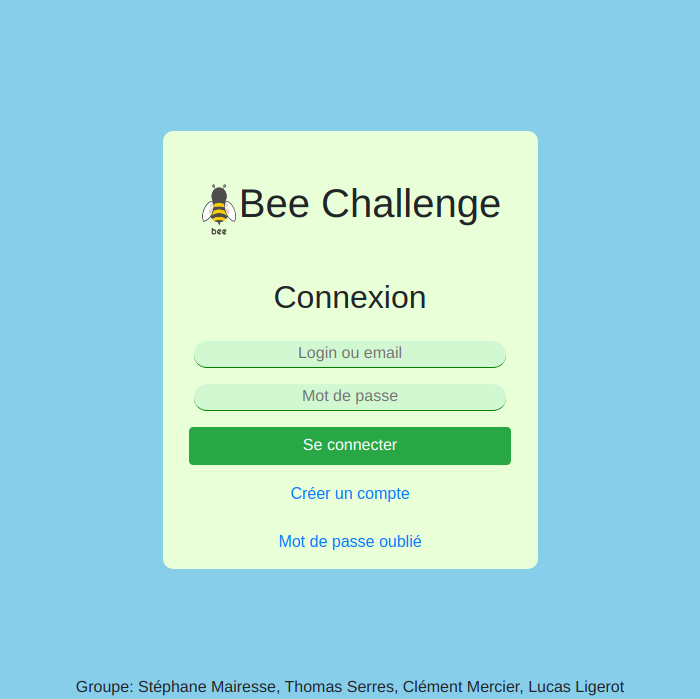 Bee Challenge
bee
Connexion
Login ou email
Mot de passe
Se connecter
Créer un compte
Mot de passe oublié
Groupe: Stéphane Mairesse, Thomas Serres, Clément Mercier, Lucas Ligerot